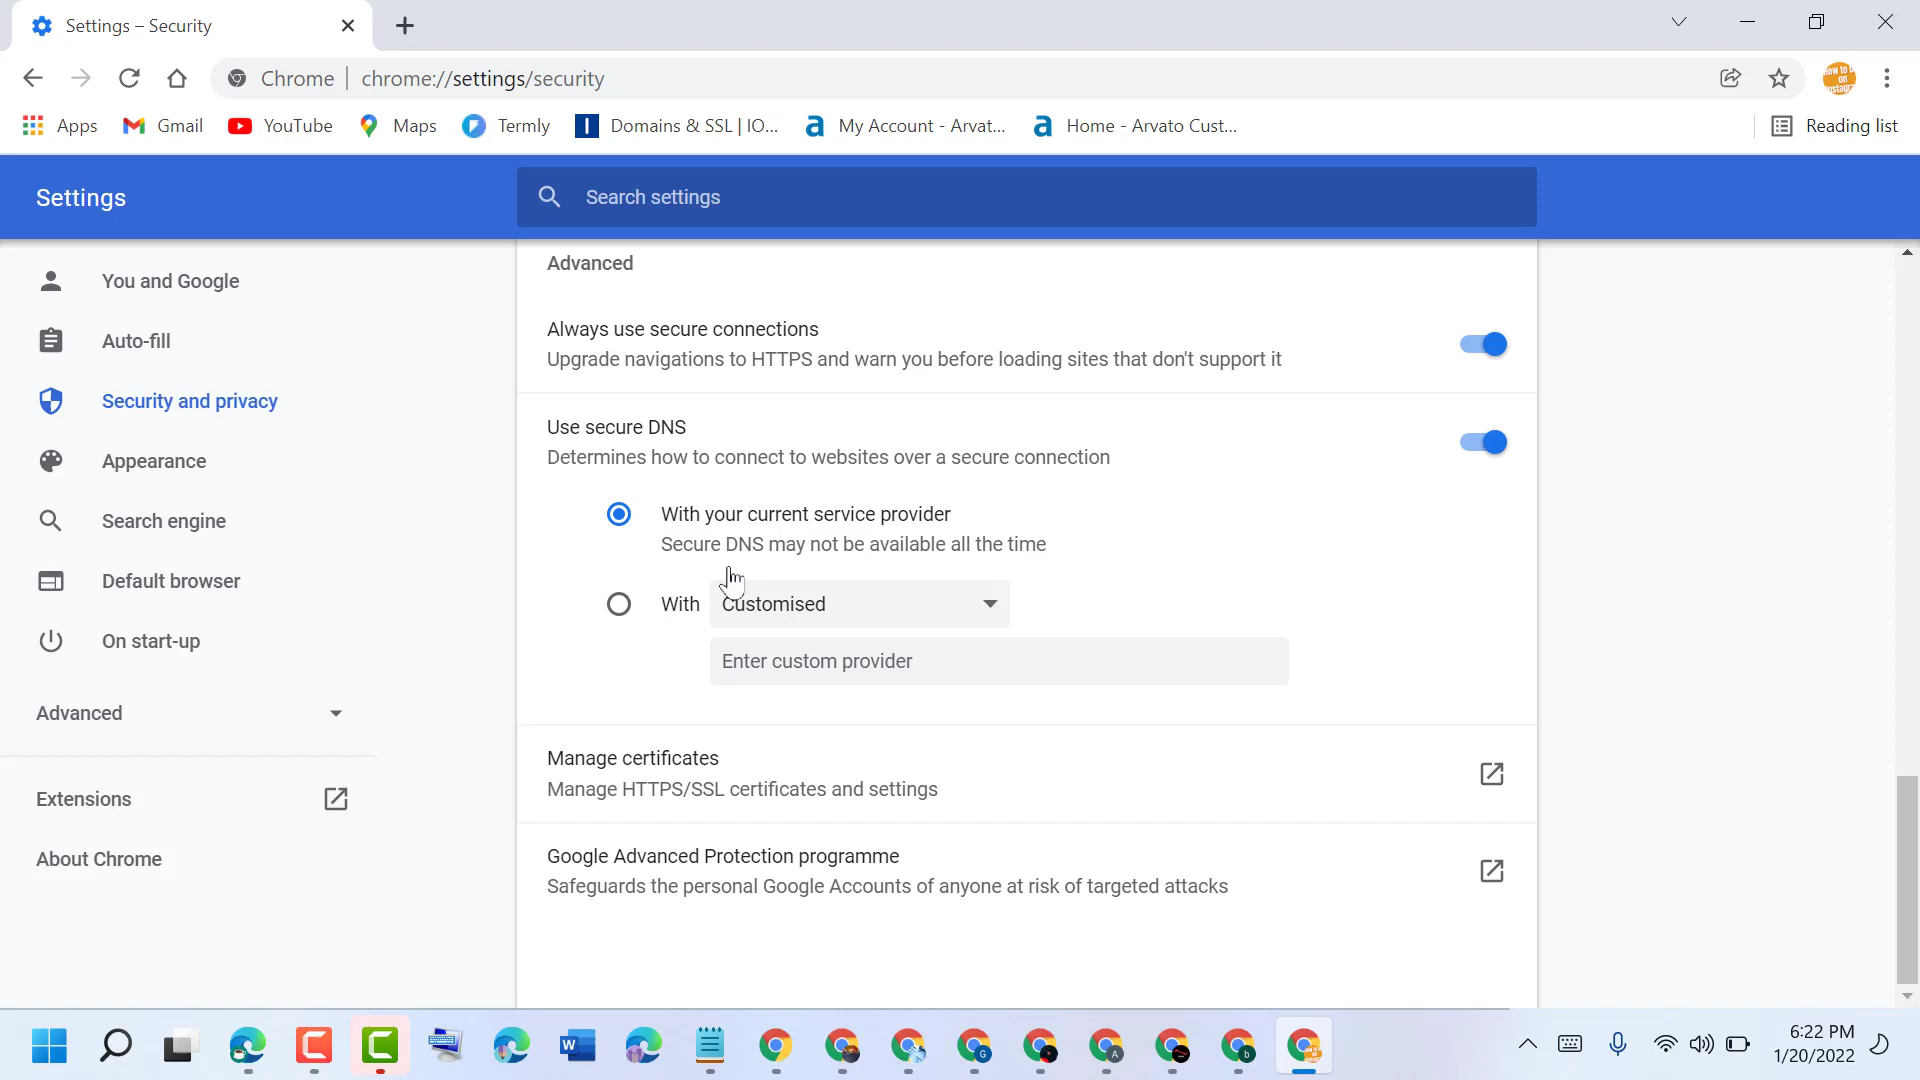 Settings – Security
Chrome | chrome://settings/security
Apps Gmail YouTube Maps Termly Domains & SSL | IO... My Account - Arvat... Home - Arvato Cust... Reading list
Settings
Search settings
You and Google
Auto-fill
Security and privacy
Appearance
Search engine
Default browser
On start-up
Advanced
Extensions
About Chrome
Advanced
Always use secure connections
Upgrade navigations to HTTPS and warn you before loading sites that don't support it
Use secure DNS
Determines how to connect to websites over a secure connection
With your current service provider
Secure DNS may not be available all the time
With Customised
Enter custom provider
Manage certificates
Manage HTTPS/SSL certificates and settings
Google Advanced Protection programme
Safeguards the personal Google Accounts of anyone at risk of targeted attacks
6:22 PM
1/20/2022